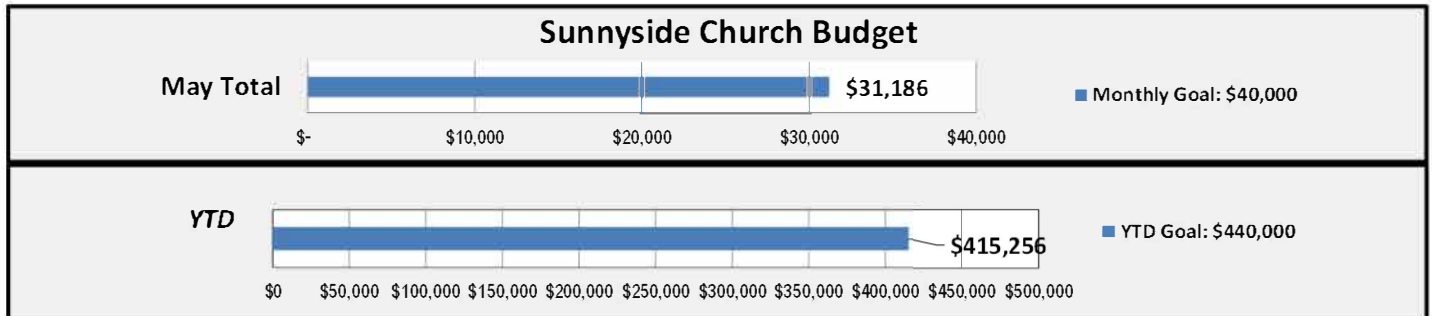 Sunnyside Church Budget
May Total
$31,186
Monthly Goal: $40,000
$- $10,000 $20,000 $30,000 $40,000
YTD
$415,256
YTD Goal: $440,000
$0 $50,000 $100,000 $150,000 $200,000 $250,000 $300,000 $350,000 $400,000 $450,000 $500,000